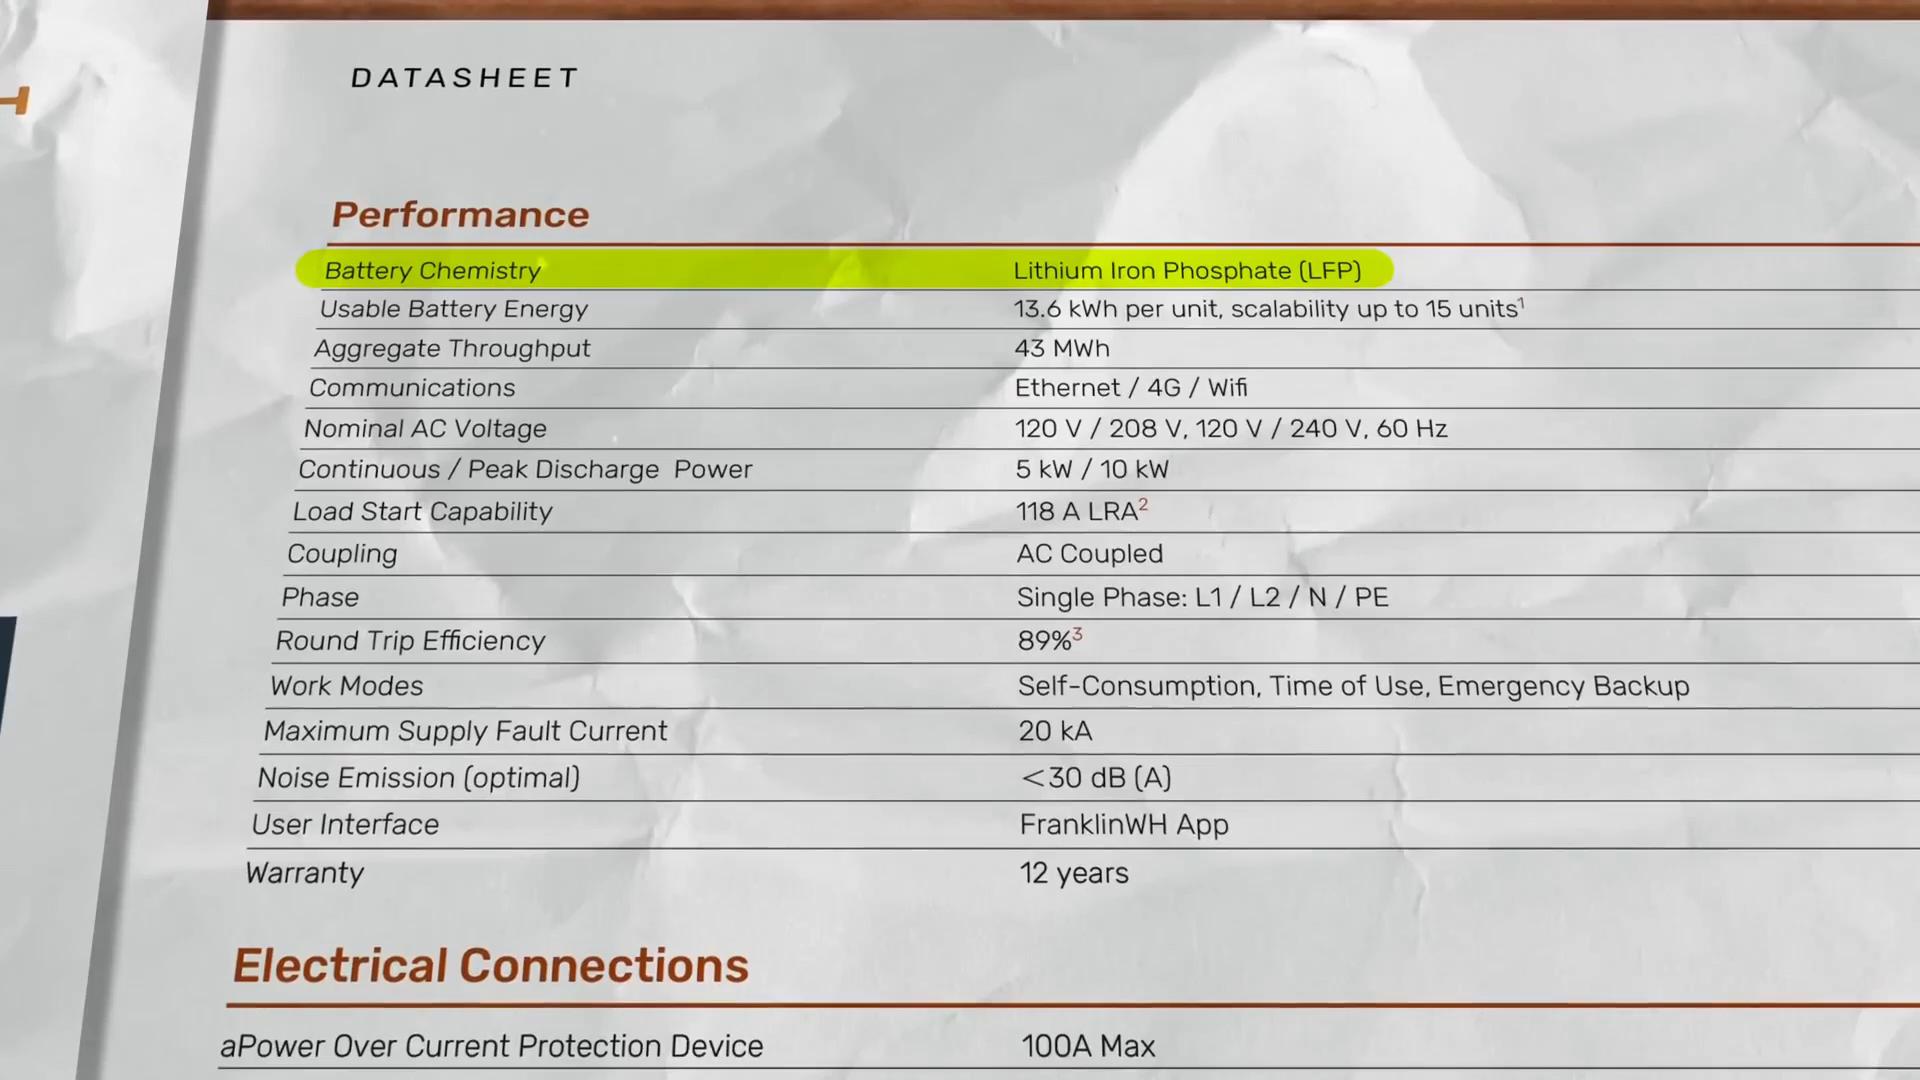 DATASHEET
Performance
Battery Chemistry Lithium Iron Phosphate (LFP)
Usable Battery Energy 13.6 kWh per unit, scalability up to 15 units¹
Aggregate Throughput 43 MWh
Communications Ethernet / 4G / Wifi
Nominal AC Voltage 120 V / 208 V, 120 V / 240 V, 60 Hz
Continuous / Peak Discharge Power 5 kW / 10 kW
Load Start Capability 118 A LRA²
Coupling AC Coupled
Phase Single Phase: L1 / L2 / N / PE
Round Trip Efficiency 89%³
Work Modes Self-Consumption, Time of Use, Emergency Backup
Maximum Supply Fault Current 20 kA
Noise Emission (optimal) <30 dB (A)
User Interface FranklinWH App
Warranty 12 years
Electrical Connections
aPower Over Current Protection Device 100A Max